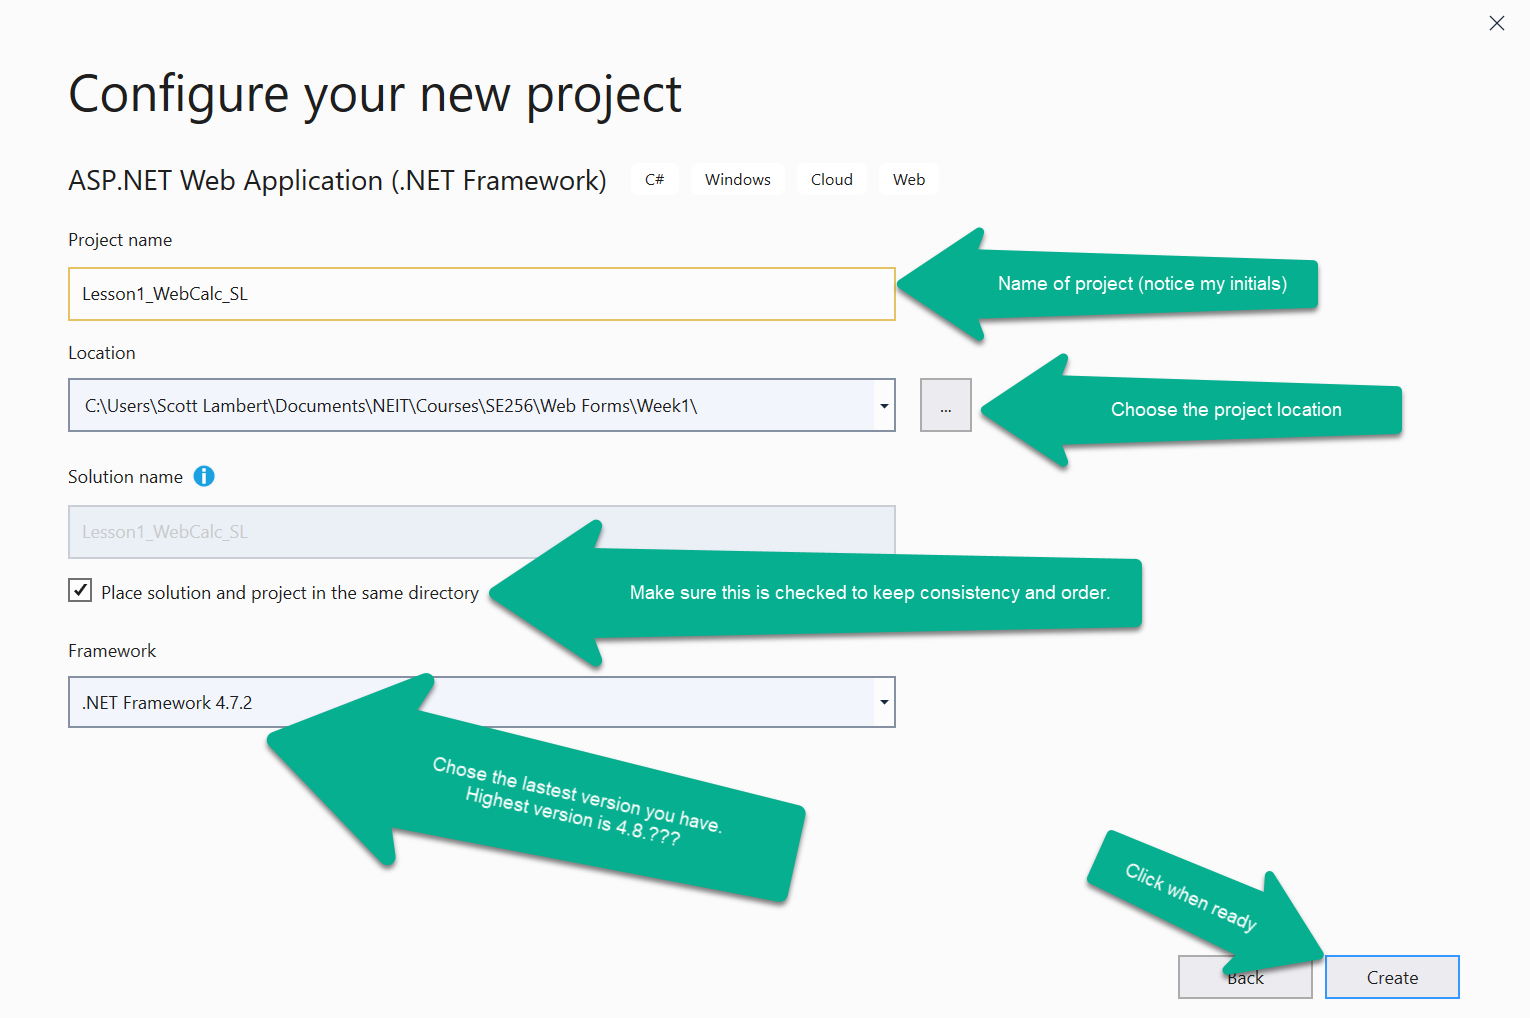 Configure your new project
ASP.NET Web Application (.NET Framework) C# Windows Cloud Web
Project name
Lesson1_WebCalc_SL
Name of project (notice my initials)
Location
C:\Users\Scott Lambert\Documents\NEIT\Courses\SE256\Web Forms\Week1\
...
Choose the project location
Solution name
Lesson1_WebCalc_SL
Place solution and project in the same directory
Make sure this is checked to keep consistency and order.
Framework
.NET Framework 4.7.2
Chose the lastest version you have.
Highest version is 4.8.???
Click when ready
Back
Create